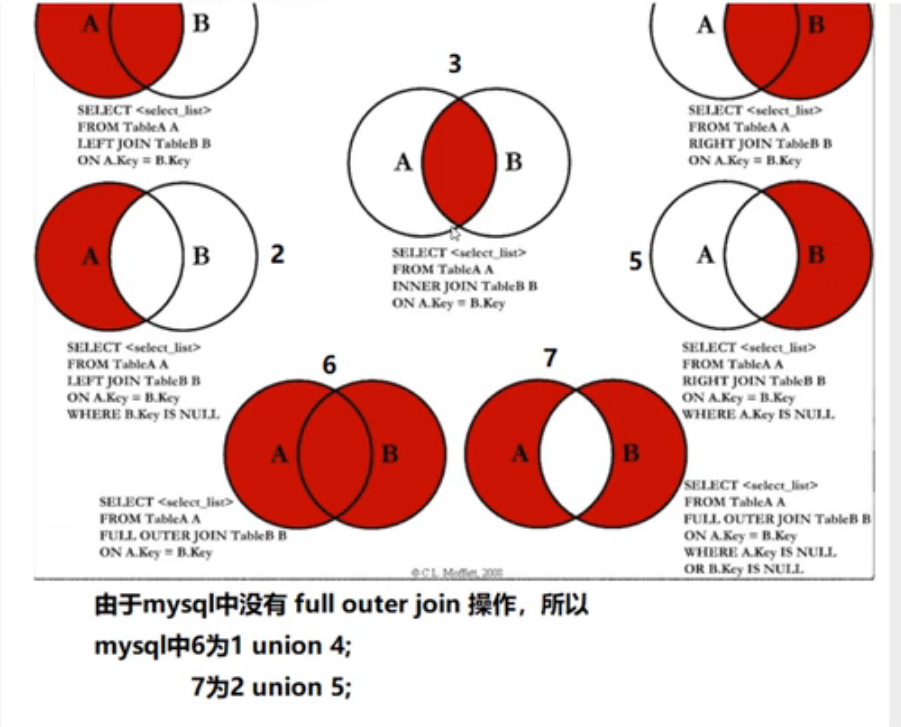 A B
SELECT <select_list>
FROM TableA A
LEFT JOIN TableB B
ON A.Key = B.Key
3
A B
SELECT <select_list>
FROM TableA A
INNER JOIN TableB B
ON A.Key = B.Key
A B
SELECT <select_list>
FROM TableA A
RIGHT JOIN TableB B
ON A.Key = B.Key
A B 2
SELECT <select_list>
FROM TableA A
LEFT JOIN TableB B
ON A.Key = B.Key
WHERE B.Key IS NULL
5 A B
SELECT <select_list>
FROM TableA A
RIGHT JOIN TableB B
ON A.Key = B.Key
WHERE A.Key IS NULL
6
A B
SELECT <select_list>
FROM TableA A
FULL OUTER JOIN TableB B
ON A.Key = B.Key
7
A B
SELECT <select_list>
FROM TableA A
FULL OUTER JOIN TableB B
ON A.Key = B.Key
WHERE A.Key IS NULL
OR B.Key IS NULL
© C.L. Moffatt, 2008
由于mysql中没有 full outer join 操作，所以
mysql中6为1 union 4;
7为2 union 5;